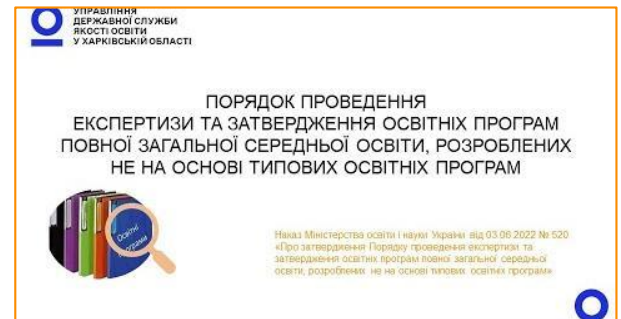 УПРАВЛІННЯ
ДЕРЖАВНОЇ СЛУЖБИ
ЯКОСТІ ОСВІТИ
У ХАРКІВСЬКІЙ ОБЛАСТІ
ПОРЯДОК ПРОВЕДЕННЯ
ЕКСПЕРТИЗИ ТА ЗАТВЕРДЖЕННЯ ОСВІТНІХ ПРОГРАМ
ПОВНОЇ ЗАГАЛЬНОЇ СЕРЕДНЬОЇ ОСВІТИ, РОЗРОБЛЕНИХ
НЕ НА ОСНОВІ ТИПОВИХ ОСВІТНІХ ПРОГРАМ
Освітні
програми
Наказ Міністерства освіти і науки України від 03.06.2022 № 520
«Про затвердження Порядку проведення експертизи та
затвердження освітніх програм повної загальної середньої
освіти, розроблених не на основі типових освітніх програм»